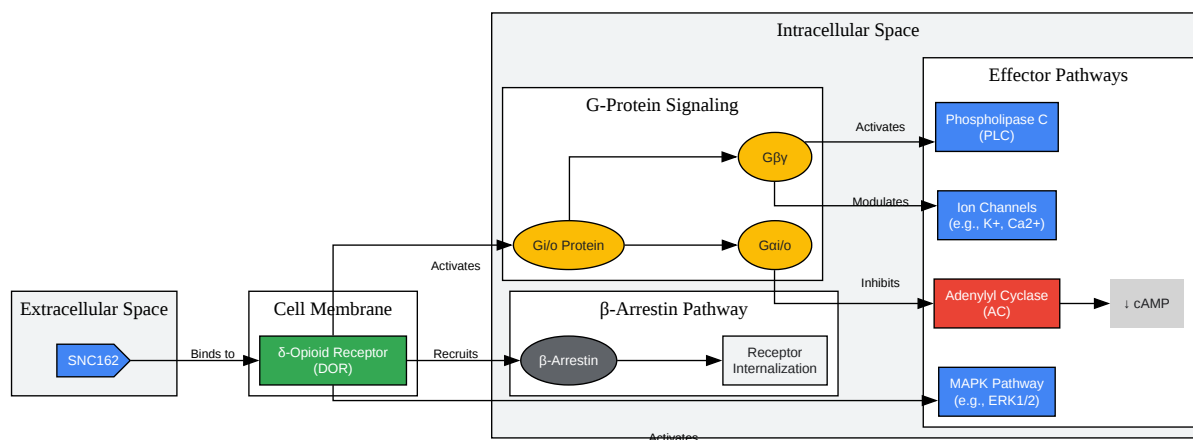 Intracellular Space
Effector Pathways
G-Protein Signaling
Phospholipase C
(PLC)
Activates
Gβγ
Modulates
Ion Channels
(e.g., K+, Ca2+)
Gi/o Protein
Gαi/o
Activates
Inhibits
Adenylyl Cyclase
(AC)
↓ cAMP
Extracellular Space
Cell Membrane
β-Arrestin Pathway
SNC162
Binds to
δ-Opioid Receptor
(DOR)
Recruits
β-Arrestin
Receptor
Internalization
MAPK Pathway
(e.g., ERK1/2)
Activates